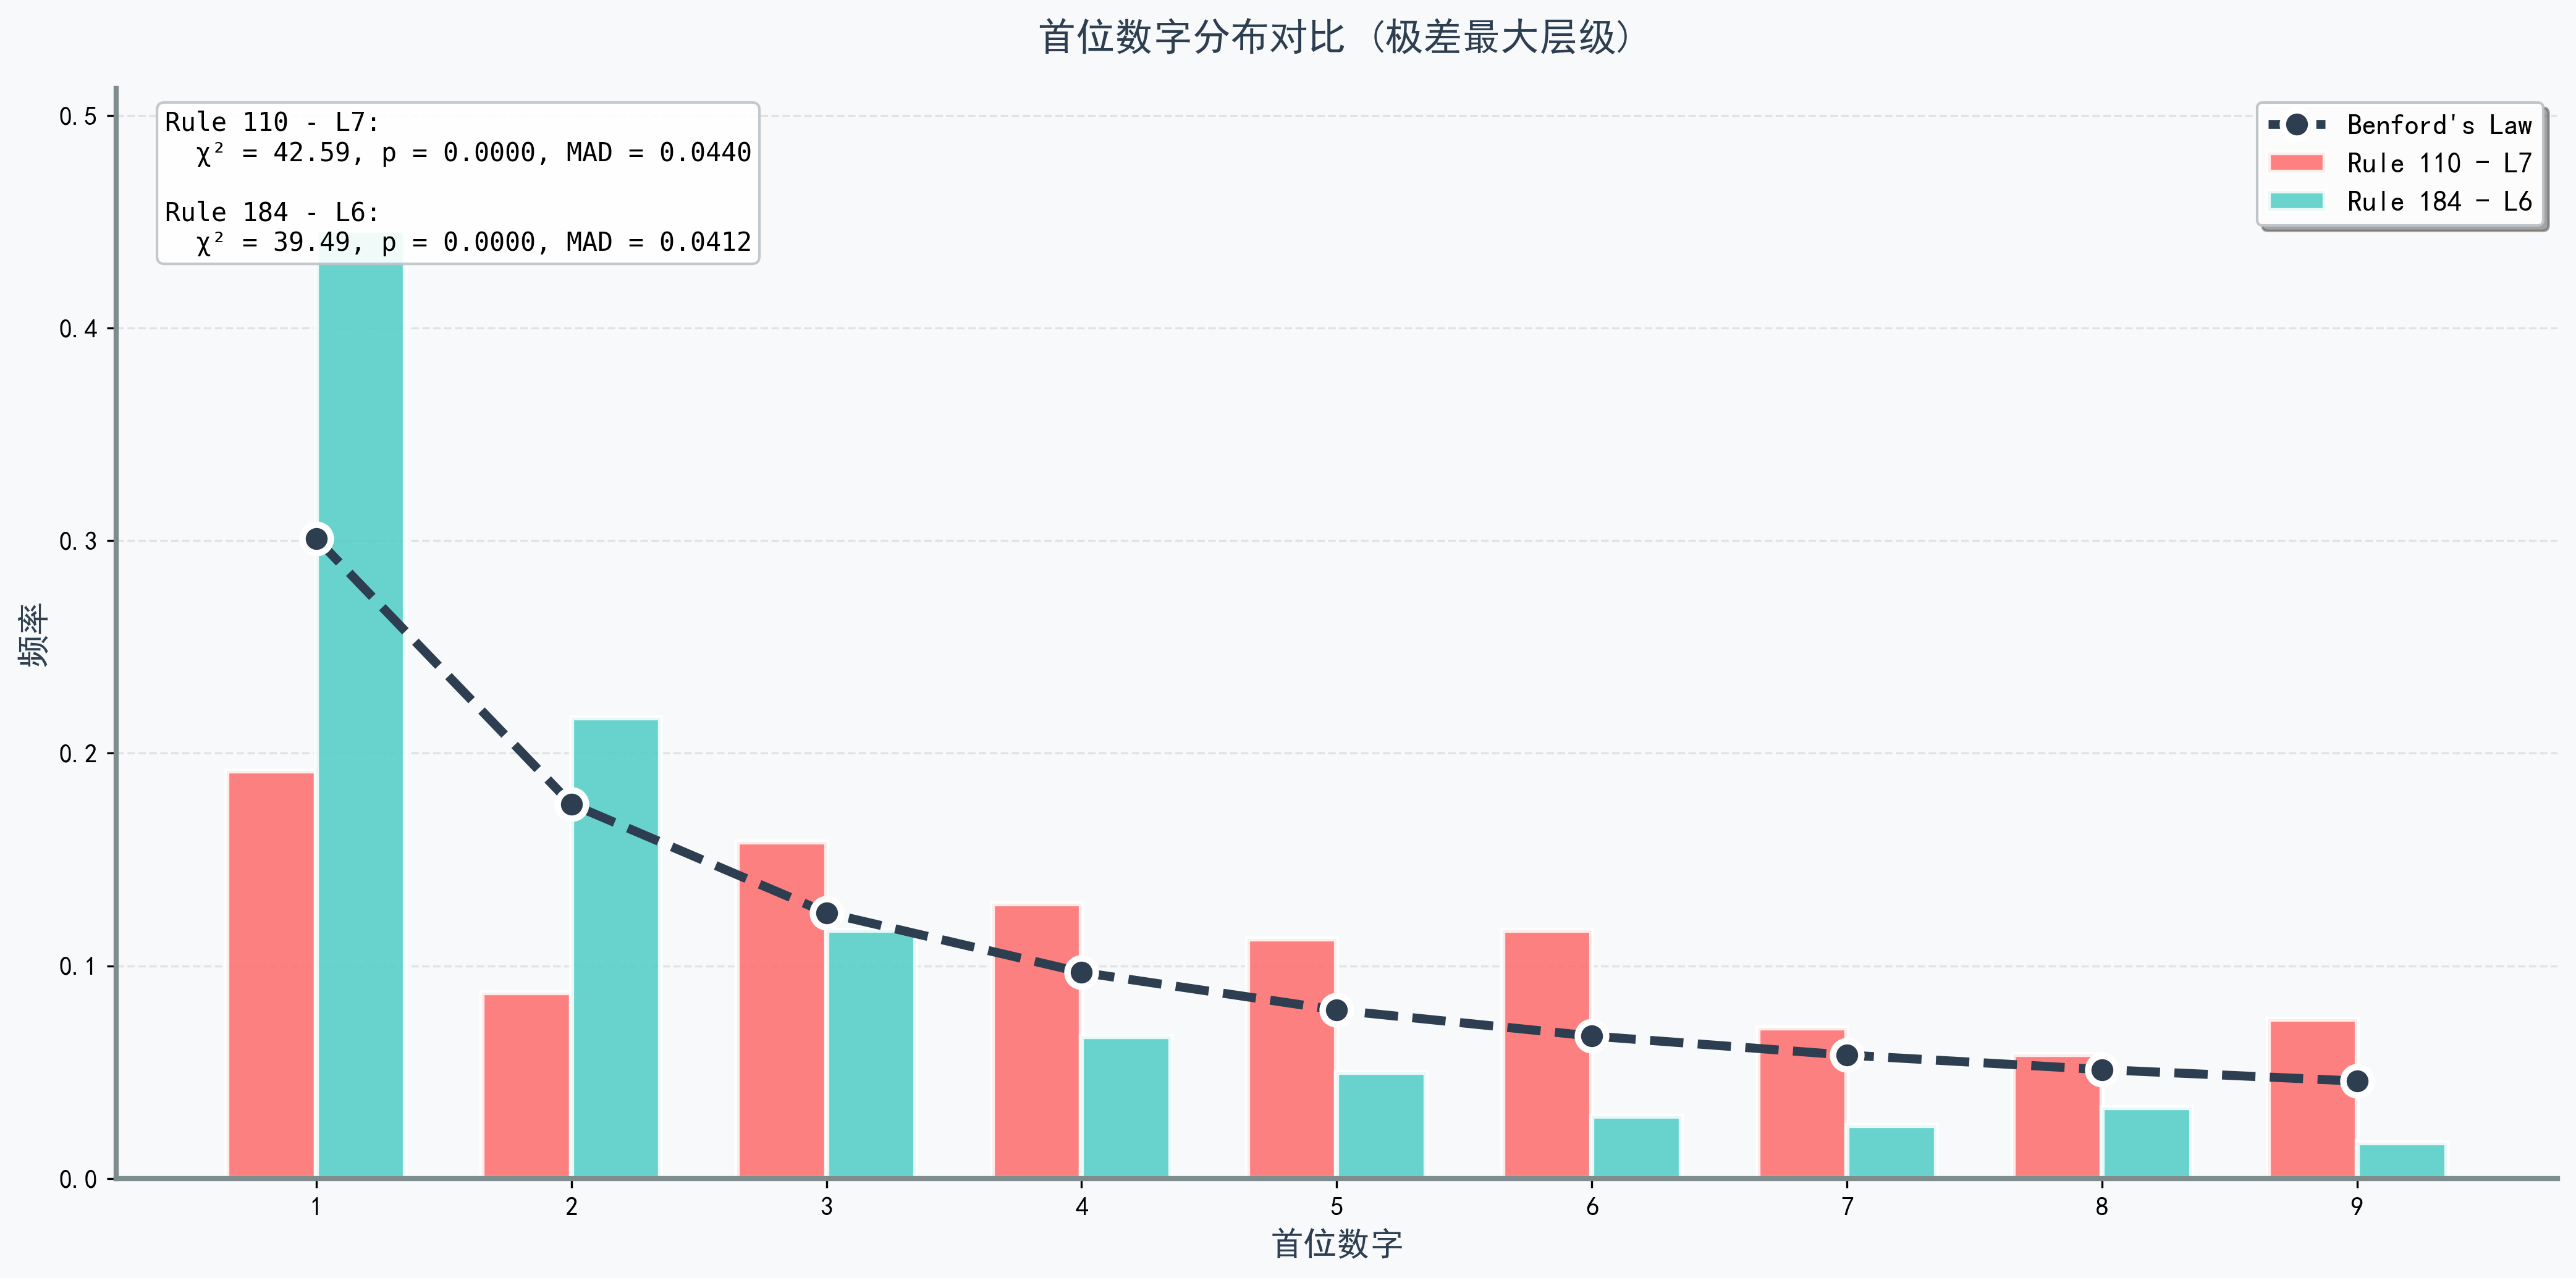 首位数字分布对比 (极差最大层级)
Rule 110 - L7:
χ² = 42.59, p = 0.0000, MAD = 0.0440
Rule 184 - L6:
χ² = 39.49, p = 0.0000, MAD = 0.0412
Benford's Law
Rule 110 - L7
Rule 184 - L6
频率
0.5
0.4
0.3
0.2
0.1
0.0
1 2 3 4 5 6 7 8 9
首位数字